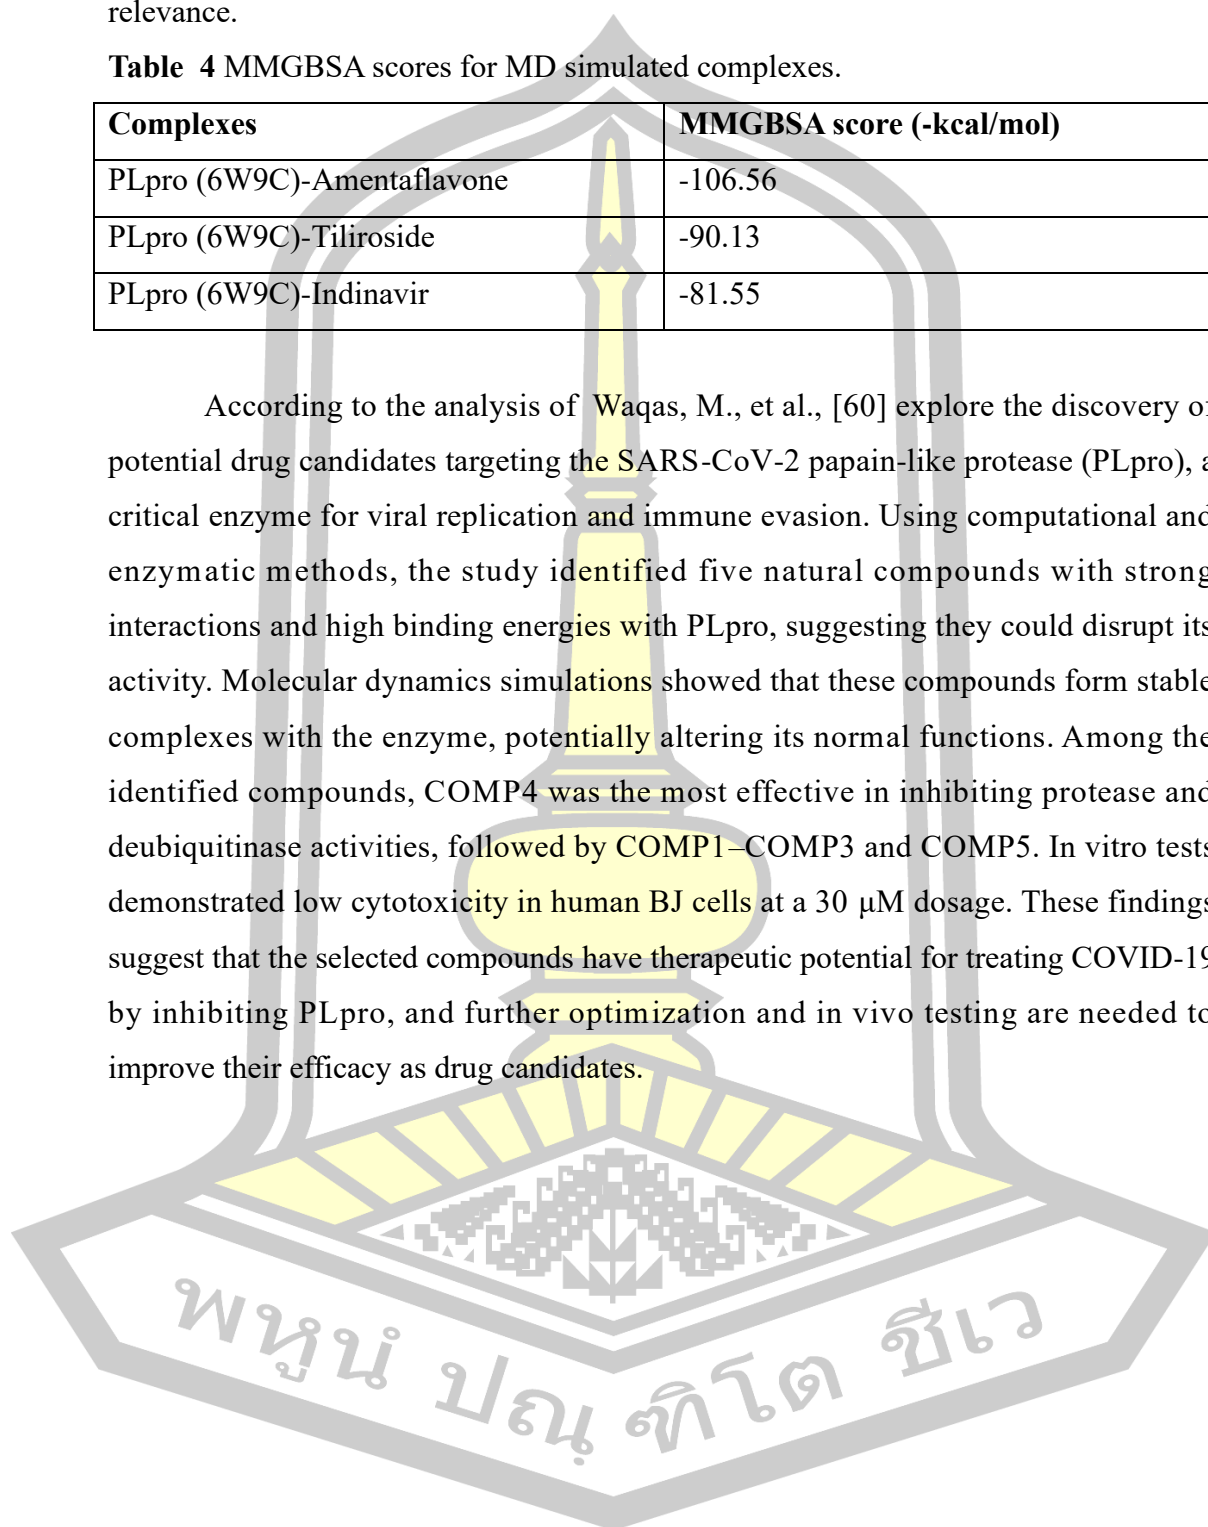 relevance.
Table 4 MMGBSA scores for MD simulated complexes.
Complexes MMGBSA score (-kcal/mol)
PLpro (6W9C)-Amentaflavone -106.56
PLpro (6W9C)-Tiliroside -90.13
PLpro (6W9C)-Indinavir -81.55
According to the analysis of Waqas, M., et al., [60] explore the discovery of
potential drug candidates targeting the SARS-CoV-2 papain-like protease (PLpro), a
critical enzyme for viral replication and immune evasion. Using computational and
enzymatic methods, the study identified five natural compounds with strong
interactions and high binding energies with PLpro, suggesting they could disrupt its
activity. Molecular dynamics simulations showed that these compounds form stable
complexes with the enzyme, potentially altering its normal functions. Among the
identified compounds, COMP4 was the most effective in inhibiting protease and
deubiquitinase activities, followed by COMP1–COMP3 and COMP5. In vitro tests
demonstrated low cytotoxicity in human BJ cells at a 30 μM dosage. These findings
suggest that the selected compounds have therapeutic potential for treating COVID-19
by inhibiting PLpro, and further optimization and in vivo testing are needed to
improve their efficacy as drug candidates.
พหูนํ ปณฺฑิโต ชีเว